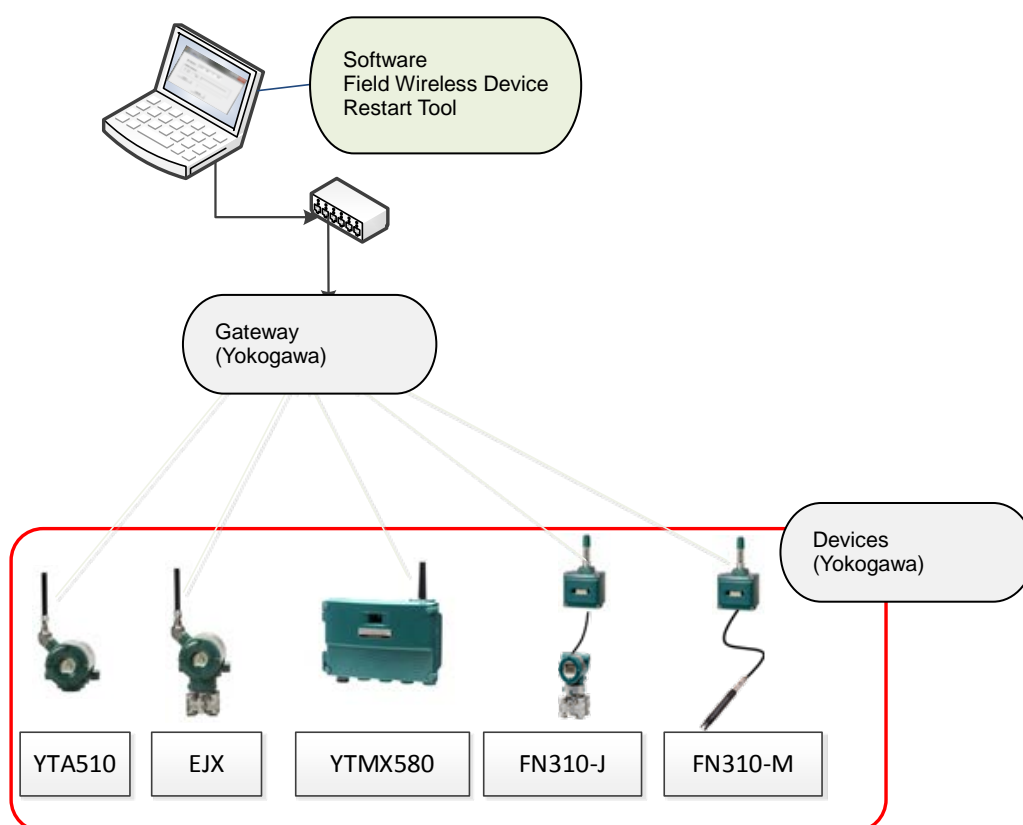 Software
Field Wireless Device
Restart Tool
Gateway
(Yokogawa)
Devices
(Yokogawa)
YTA510
EJX
YTMX580
FN310-J
FN310-M